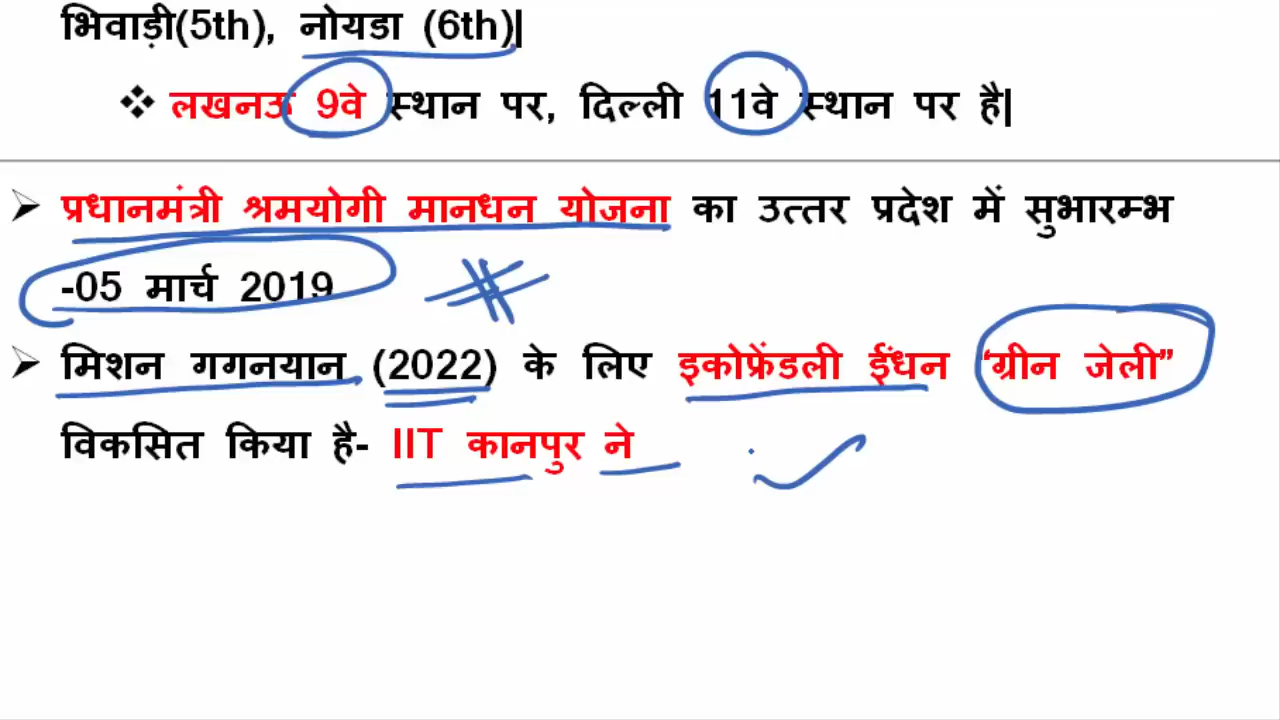 भिवाड़ी(5th), नोयडा (6th)|
❖ लखनऊ 9वे स्थान पर, दिल्ली 11वे स्थान पर है|
➢ प्रधानमंत्री श्रमयोगी मानधन योजना का उत्तर प्रदेश में सुभारम्भ
-05 मार्च 2019
➢ मिशन गगनयान (2022) के लिए इकोफ्रेंडली ईंधन “ग्रीन जेली”
विकसित किया है- IIT कानपुर ने